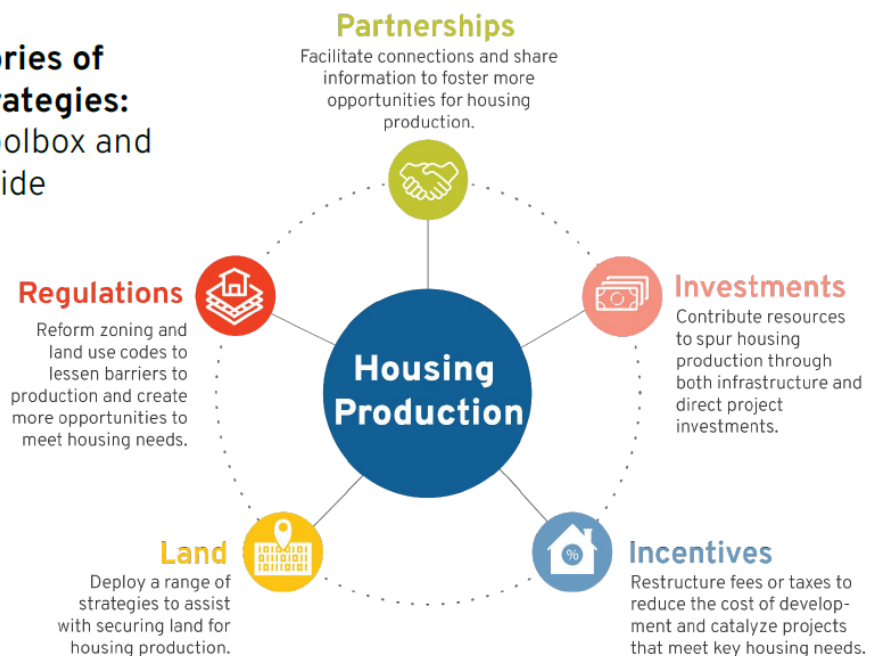 ories of
rategies:
oolbox and
ide
Partnerships
Facilitate connections and share
information to foster more
opportunities for housing
production.
Regulations
Reform zoning and
land use codes to
lessen barriers to
production and create
more opportunities to
meet housing needs.
Investments
Contribute resources
to spur housing
production through
both infrastructure and
direct project
investments.
Housing
Production
Land
Deploy a range of
strategies to assist
with securing land for
housing production.
%
Incentives
Restructure fees or taxes to
reduce the cost of develop-
ment and catalyze projects
that meet key housing needs.